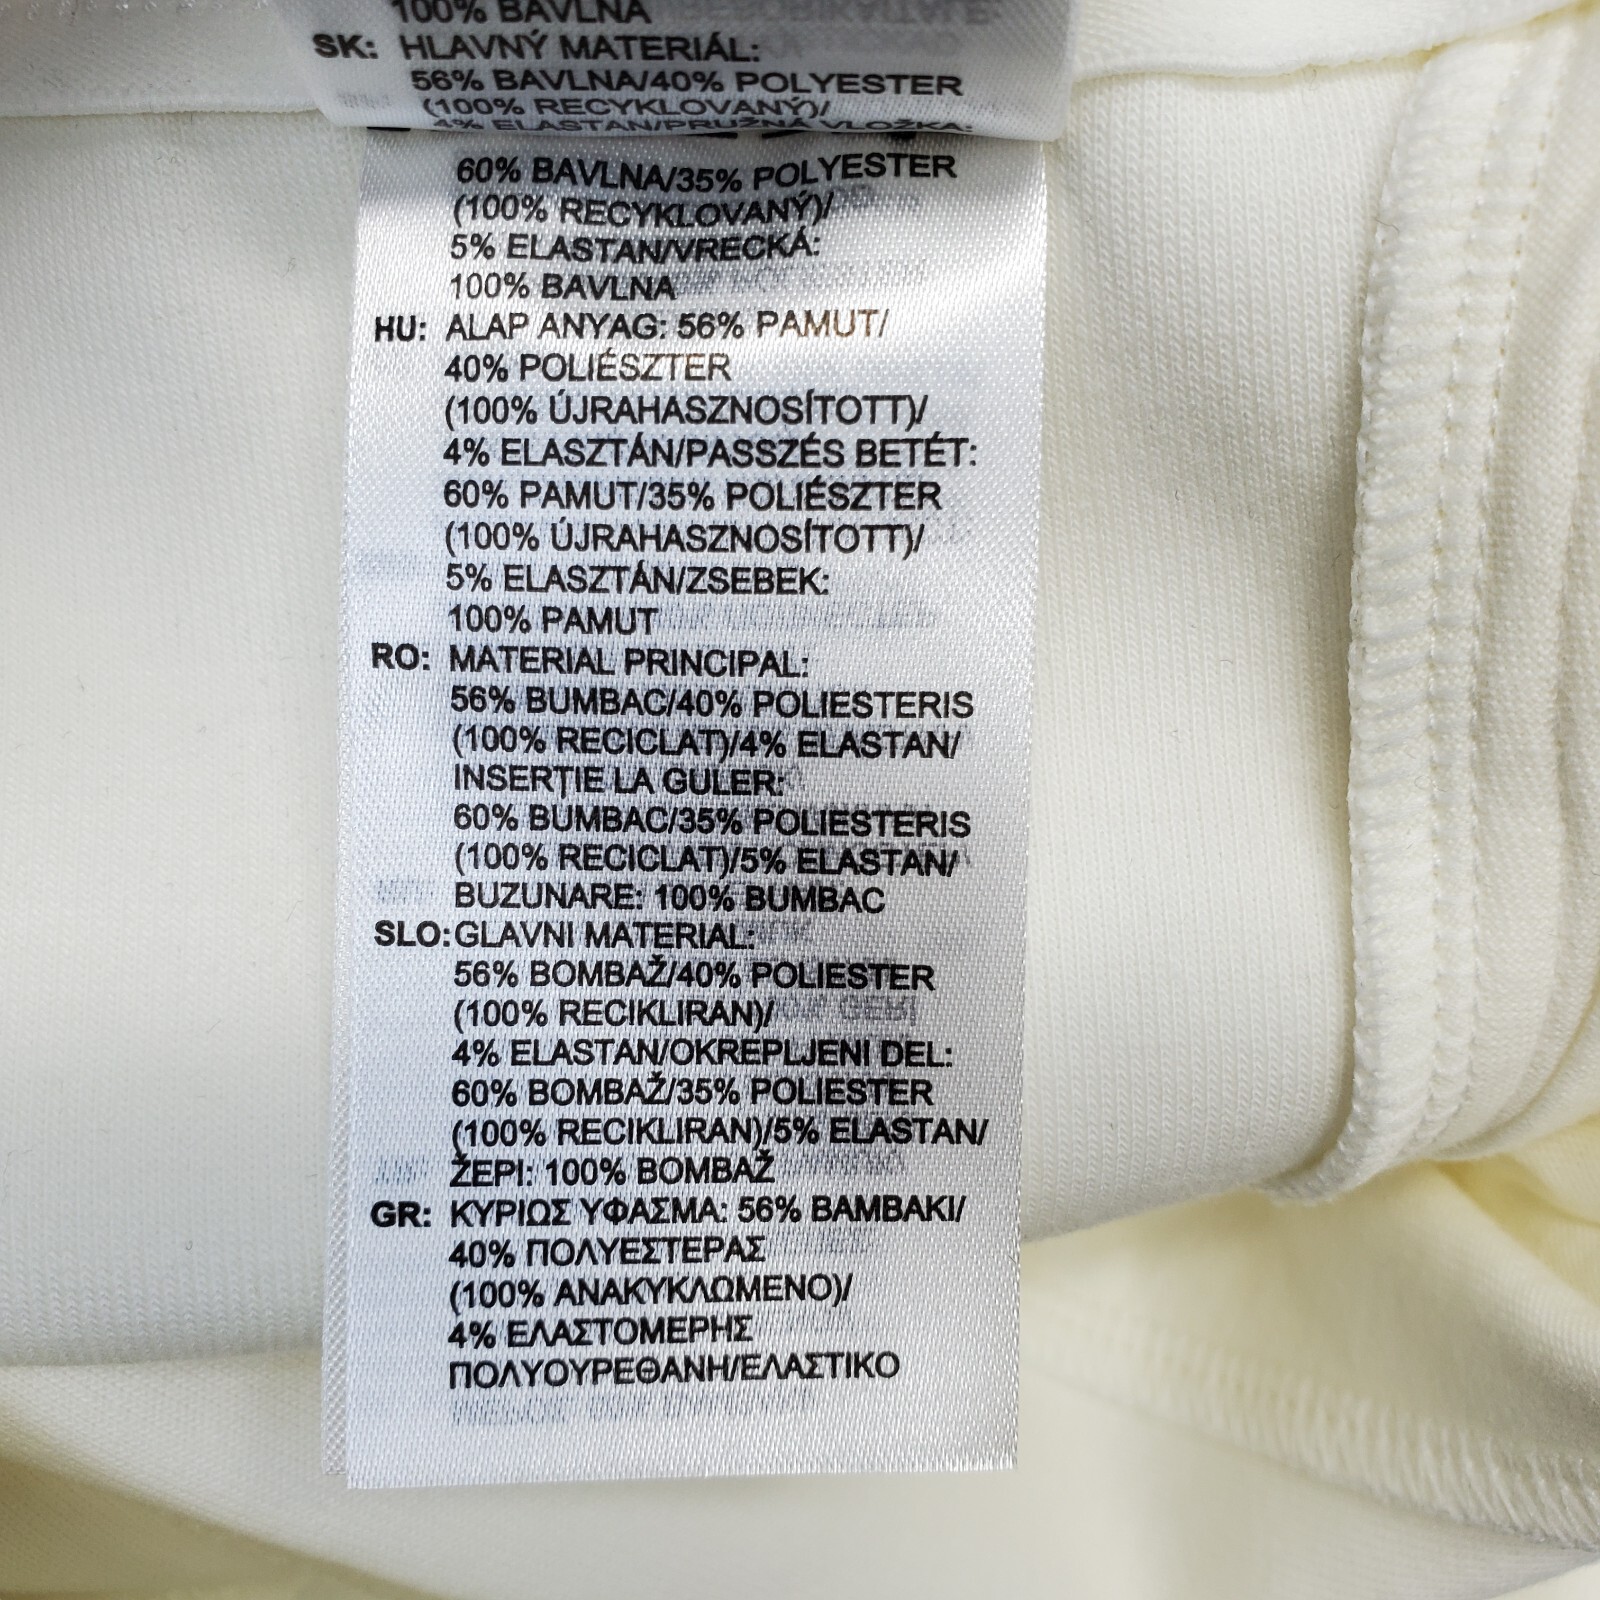 100% BAVLNA
SK: HLAVNÝ MATERIÁL:
56% BAVLNA/40% POLYESTER
(100% RECYKLOVANÝ)/
4% ELASTAN/PRUŽNÁ VLOŽKA:
60% BAVLNA/35% POLYESTER
(100% RECYKLOVANÝ)/
5% ELASTAN/VRECKÁ:
100% BAVLNA
HU: ALAP ANYAG: 56% PAMUT/
40% POLIÉSZTER
(100% ÚJRAHASZNOSÍTOTT)/
4% ELASZTÁN/PASSZÉS BETÉT:
60% PAMUT/35% POLIÉSZTER
(100% ÚJRAHASZNOSÍTOTT)/
5% ELASZTÁN/ZSEBEK:
100% PAMUT
RO: MATERIAL PRINCIPAL:
56% BUMBAC/40% POLIESTERIS
(100% RECICLAT)/4% ELASTAN/
INSERŢIE LA GULER:
60% BUMBAC/35% POLIESTERIS
(100% RECICLAT)/5% ELASTAN/
BUZUNARE: 100% BUMBAC
SLO: GLAVNI MATERIAL:
56% BOMBAŽ/40% POLIESTER
(100% RECIKLIRAN)/
4% ELASTAN/OKREPLJENI DEL:
60% BOMBAŽ/35% POLIESTER
(100% RECIKLIRAN)/5% ELASTAN/
ŽEPI: 100% BOMBAŽ
GR: ΚΥΡΙΩΣ ΥΦΑΣΜΑ: 56% ΒΑΜΒΑΚΙ/
40% ΠΟΛΥΕΣΤΕΡΑΣ
(100% ΑΝΑΚΥΚΛΩΜΕΝΟ)/
4% ΕΛΑΣΤΟΜΕΡΗΣ
ΠΟΛΥΟΥΡΕΘΑΝΗ/ΕΛΑΣΤΙΚΟ